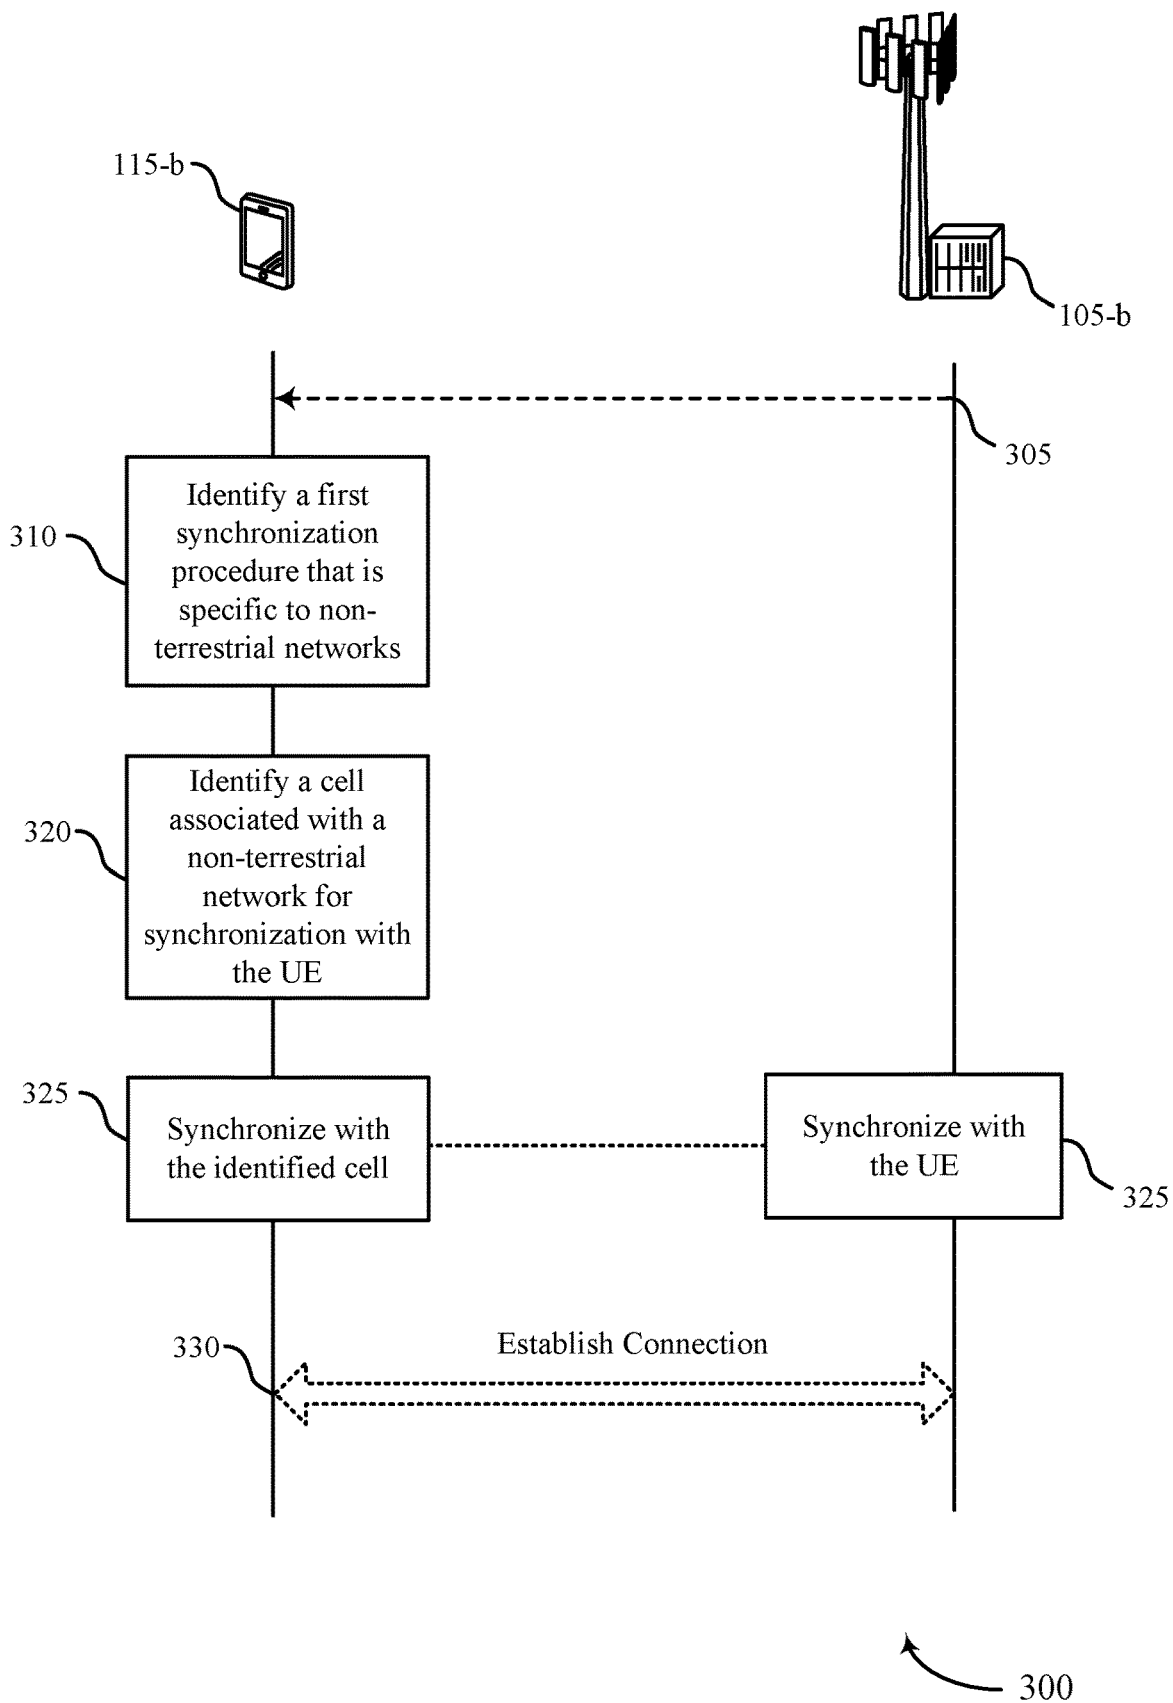 115-b
105-b
305
310
Identify a first
synchronization
procedure that is
specific to non-
terrestrial networks
320
Identify a cell
associated with a
non-terrestrial
network for
synchronization with
the UE
325
Synchronize with
the identified cell
Synchronize with
the UE
325
330
Establish Connection
300